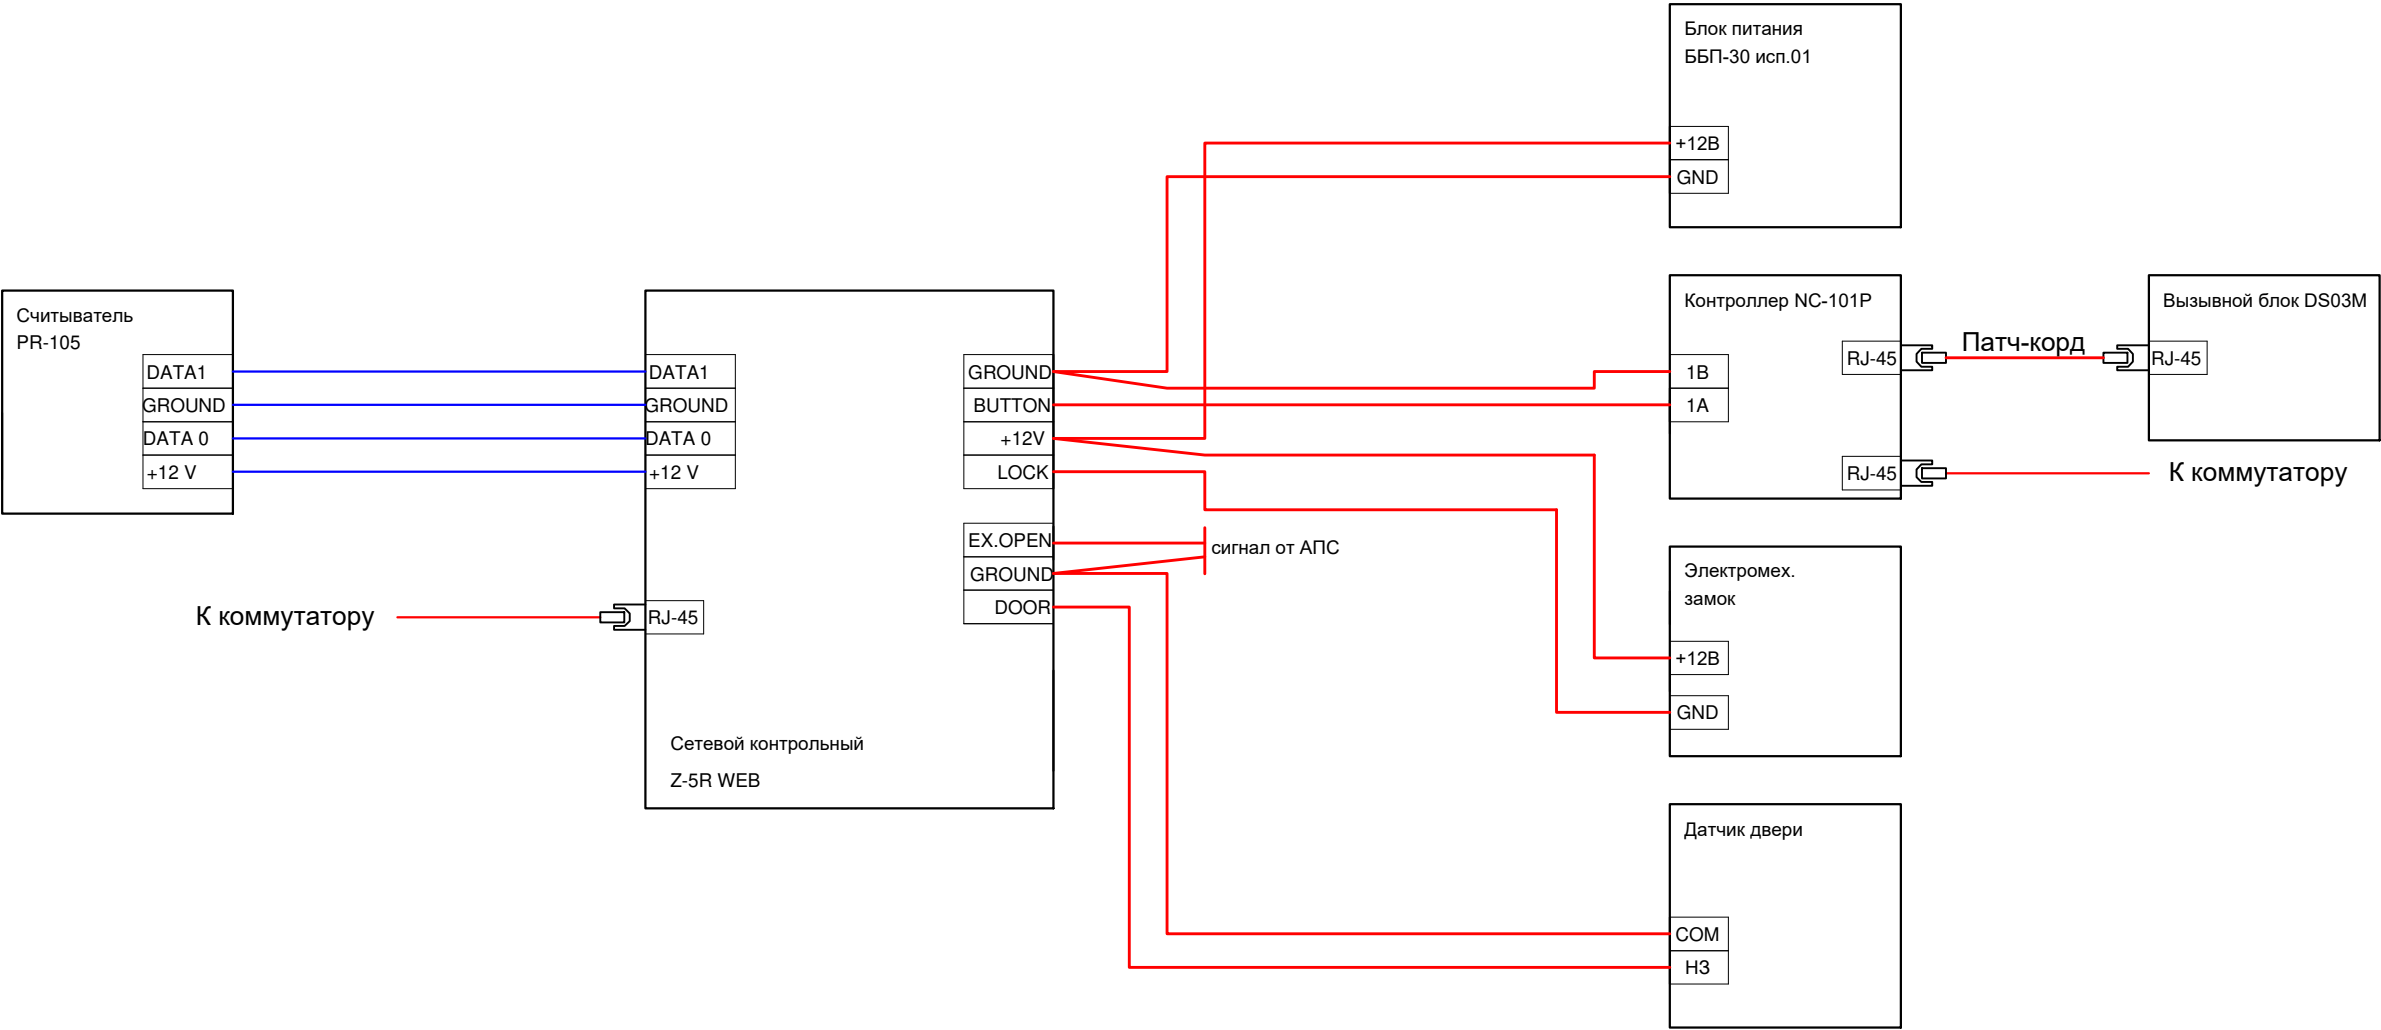 Блок питания
ББП-30 исп.01
+12В
GND
Считыватель
PR-105
DATA1
GROUND
DATA 0
+12 V
DATA1
GROUND
DATA 0
+12 V
GROUND
BUTTON
+12V
LOCK
EX.OPEN
GROUND
DOOR
RJ-45
К коммутатору
Сетевой контрольный
Z-5R WEB
сигнал от АПС
Контроллер NC-101P
1B
1A
RJ-45
RJ-45
Патч-корд
Вызывной блок DS03M
RJ-45
К коммутатору
Электромех.
замок
+12В
GND
Датчик двери
COM
НЗ